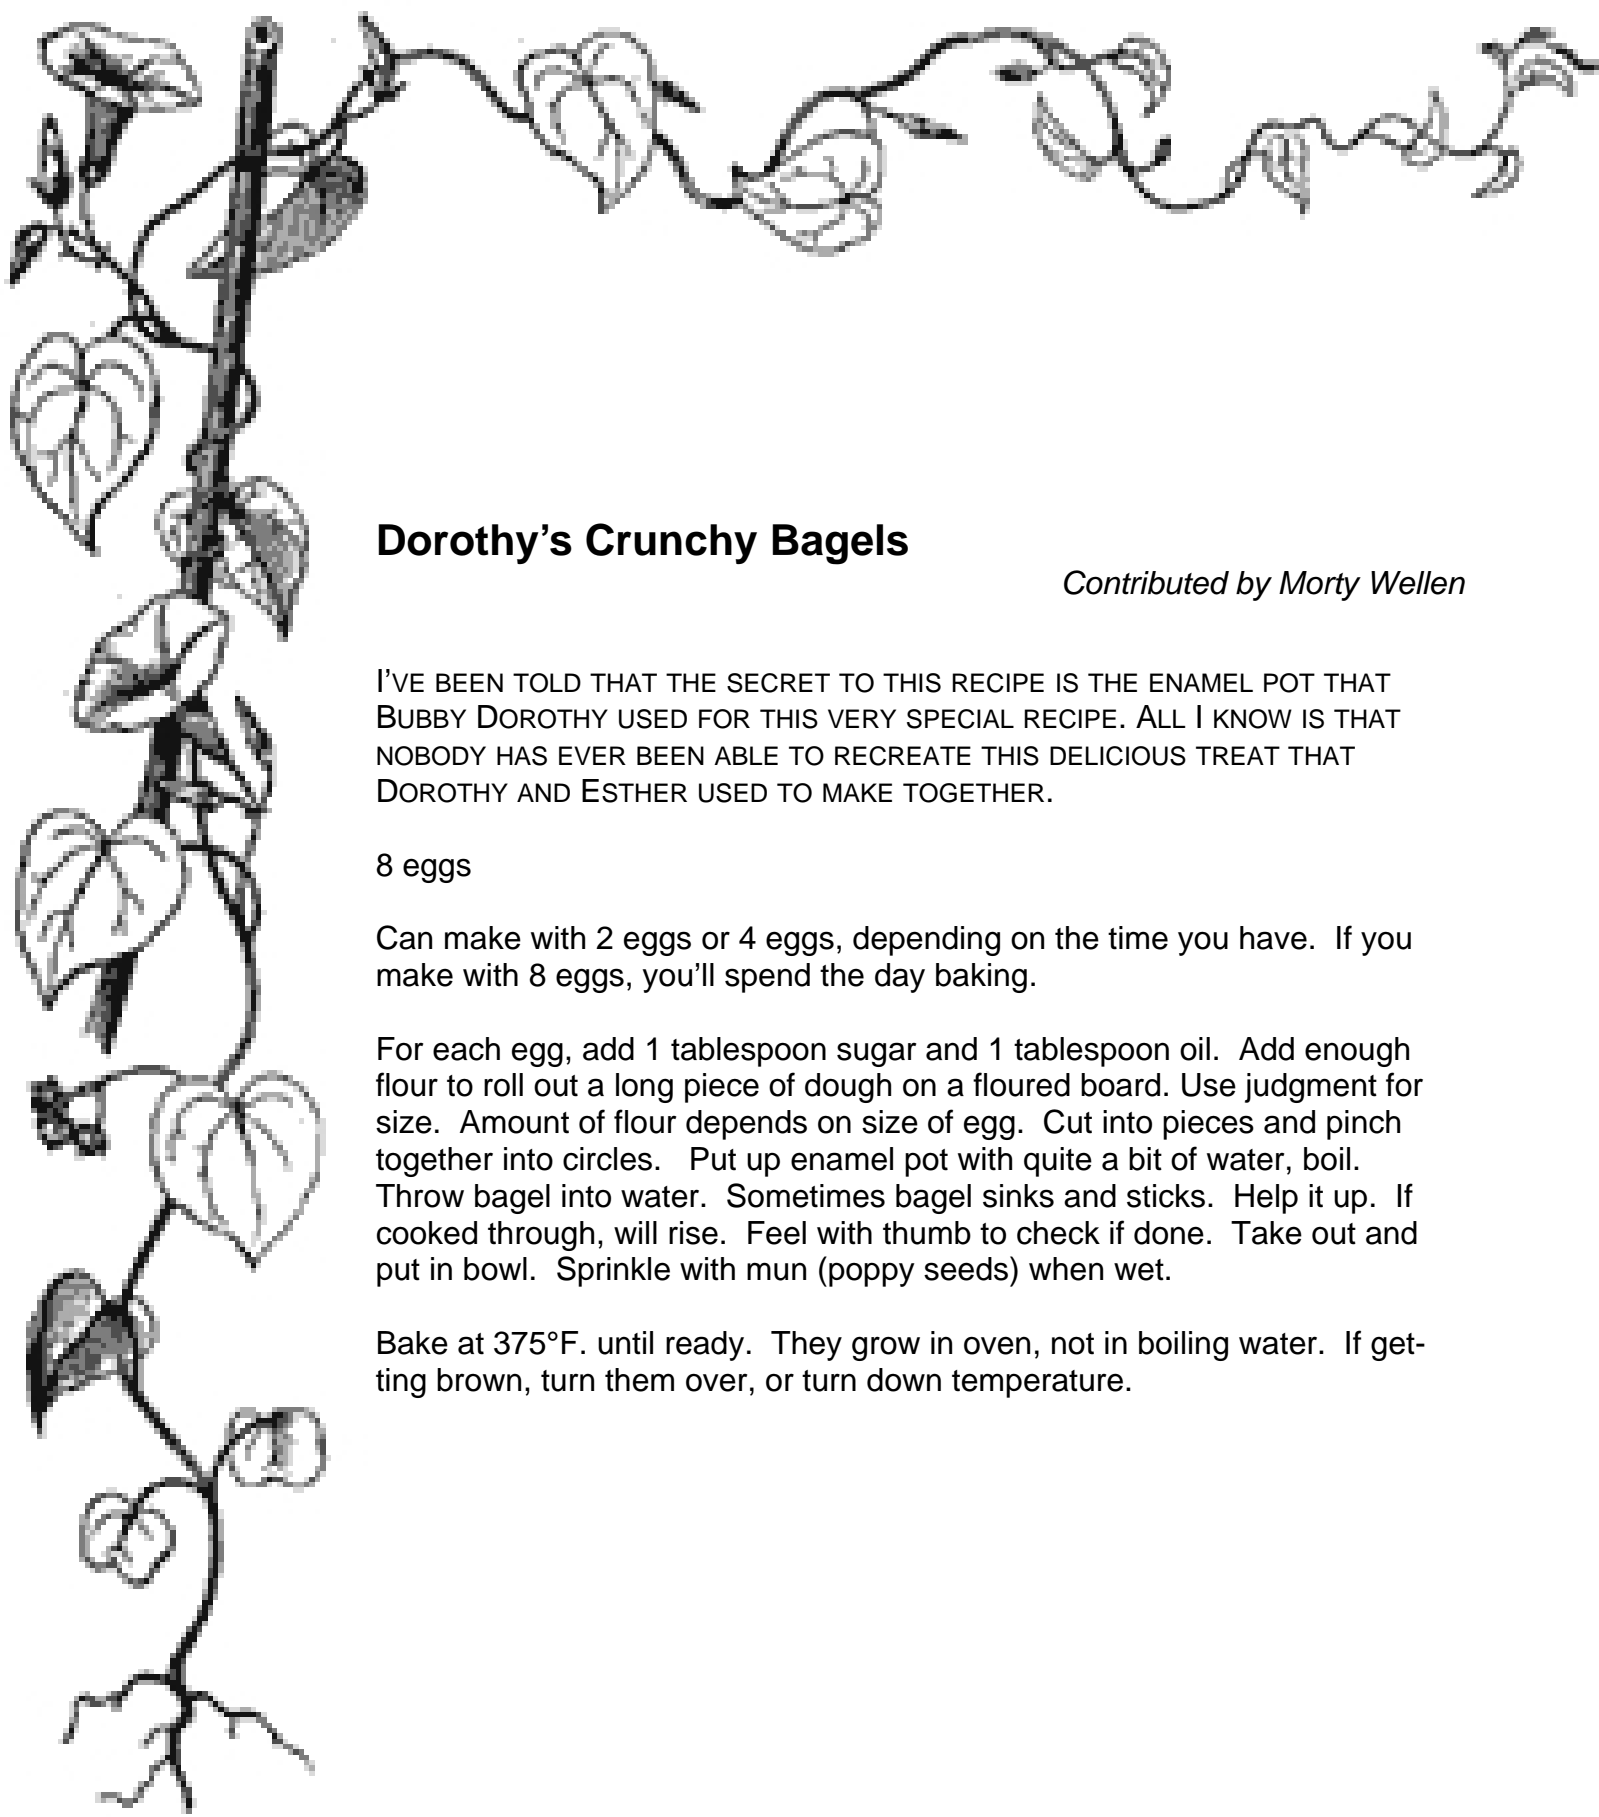 Dorothy’s Crunchy Bagels
Contributed by Morty Wellen
I’VE BEEN TOLD THAT THE SECRET TO THIS RECIPE IS THE ENAMEL POT THAT
BUBBY DOROTHY USED FOR THIS VERY SPECIAL RECIPE. ALL I KNOW IS THAT
NOBODY HAS EVER BEEN ABLE TO RECREATE THIS DELICIOUS TREAT THAT
DOROTHY AND ESTHER USED TO MAKE TOGETHER.
8 eggs
Can make with 2 eggs or 4 eggs, depending on the time you have.  If you
make with 8 eggs, you’ll spend the day baking.
For each egg, add 1 tablespoon sugar and 1 tablespoon oil.  Add enough
flour to roll out a long piece of dough on a floured board. Use judgment for
size.  Amount of flour depends on size of egg.  Cut into pieces and pinch
together into circles.   Put up enamel pot with quite a bit of water, boil.
Throw bagel into water.  Sometimes bagel sinks and sticks.  Help it up.  If
cooked through, will rise.  Feel with thumb to check if done.  Take out and
put in bowl.  Sprinkle with mun (poppy seeds) when wet.
Bake at 375°F. until ready.  They grow in oven, not in boiling water.  If get-
ting brown, turn them over, or turn down temperature.